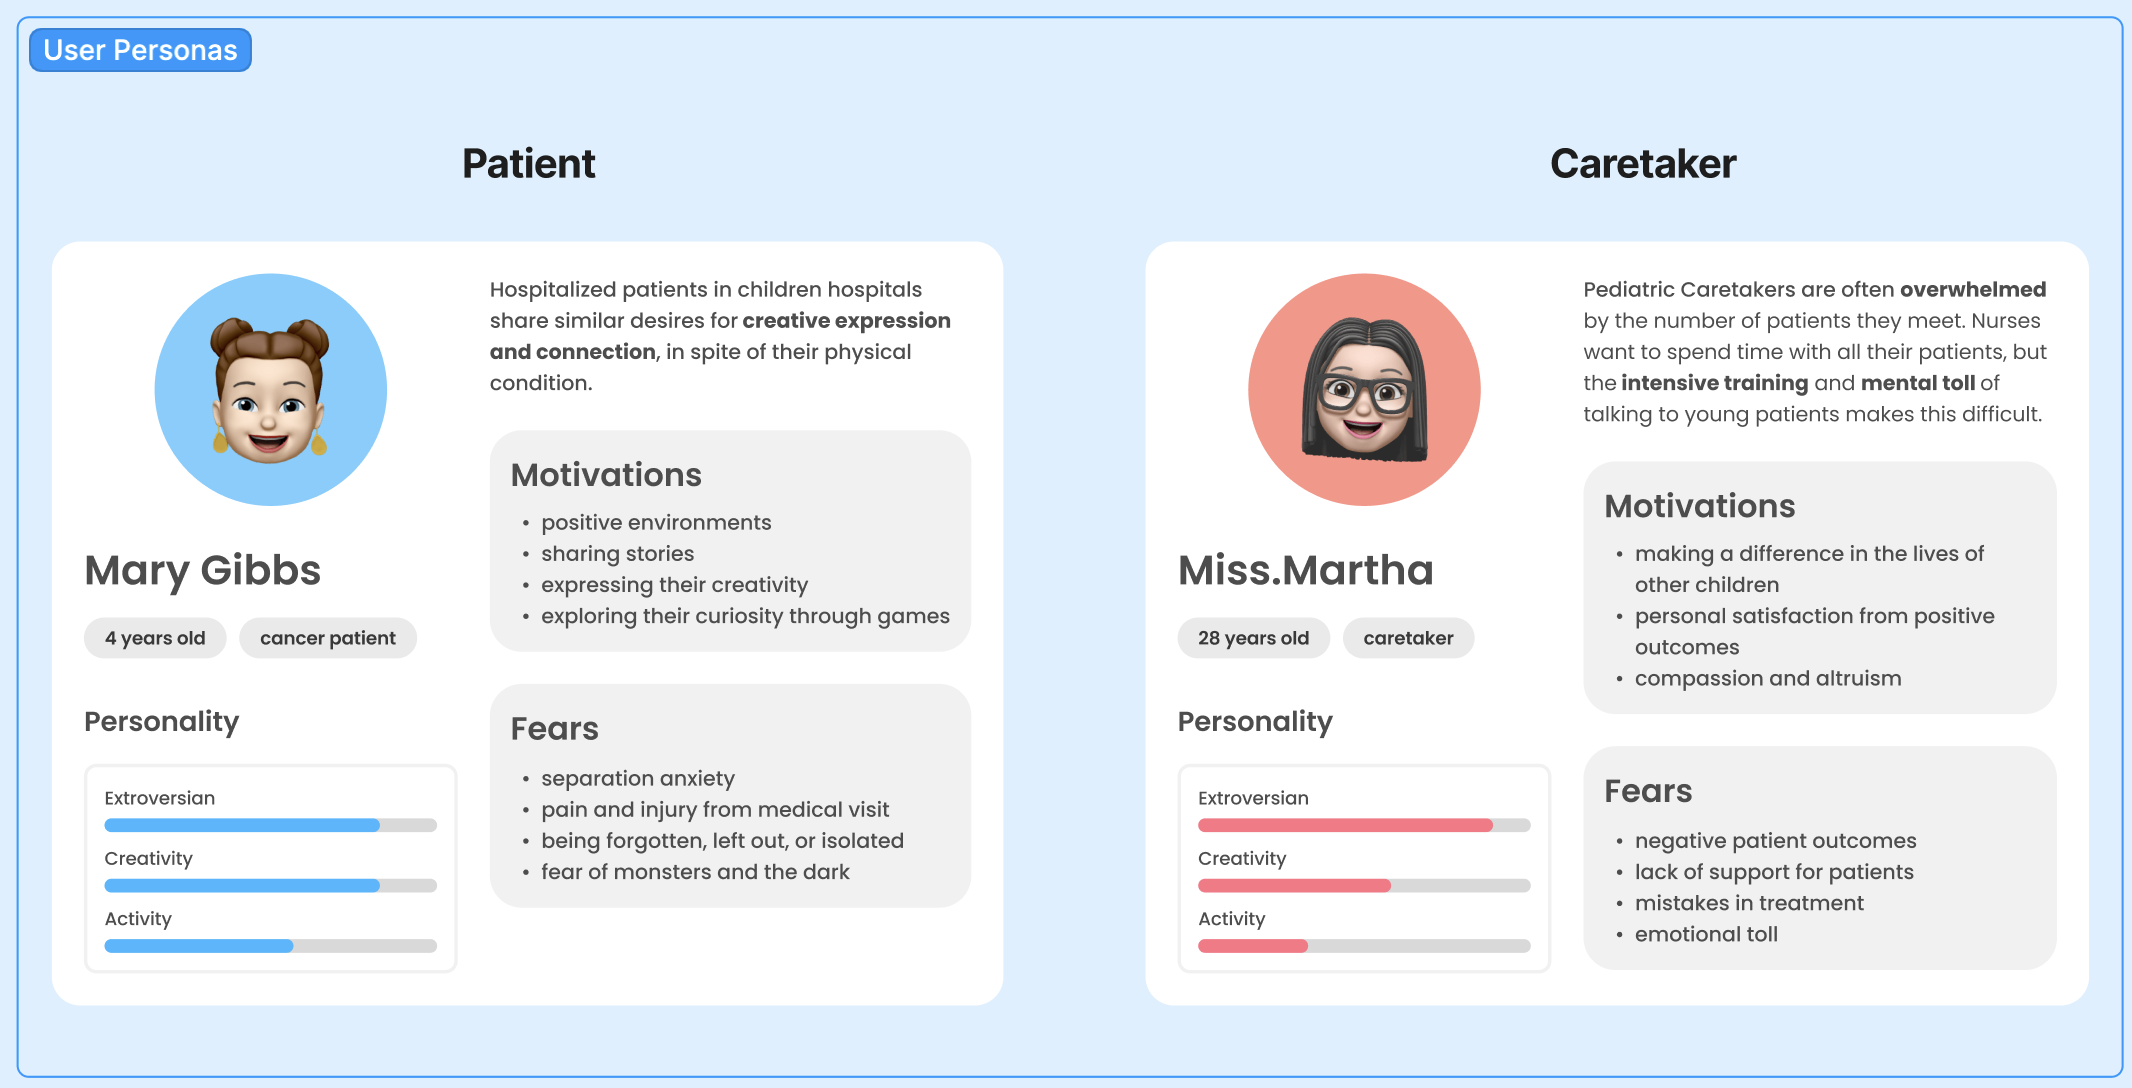 User Personas
Patient
Hospitalized patients in children hospitals
share similar desires for creative expression
and connection, in spite of their physical
condition.
Motivations
• positive environments
• sharing stories
• expressing their creativity
• exploring their curiosity through games
Mary Gibbs
4 years old
cancer patient
Personality
Extroversian
Creativity
Activity
Fears
• separation anxiety
• pain and injury from medical visit
• being forgotten, left out, or isolated
• fear of monsters and the dark
Caretaker
Pediatric Caretakers are often overwhelmed
by the number of patients they meet. Nurses
want to spend time with all their patients, but
the intensive training and mental toll of
talking to young patients makes this difficult.
Motivations
• making a difference in the lives of
other children
• personal satisfaction from positive
outcomes
• compassion and altruism
Miss.Martha
28 years old
caretaker
Personality
Extroversian
Creativity
Activity
Fears
• negative patient outcomes
• lack of support for patients
• mistakes in treatment
• emotional toll